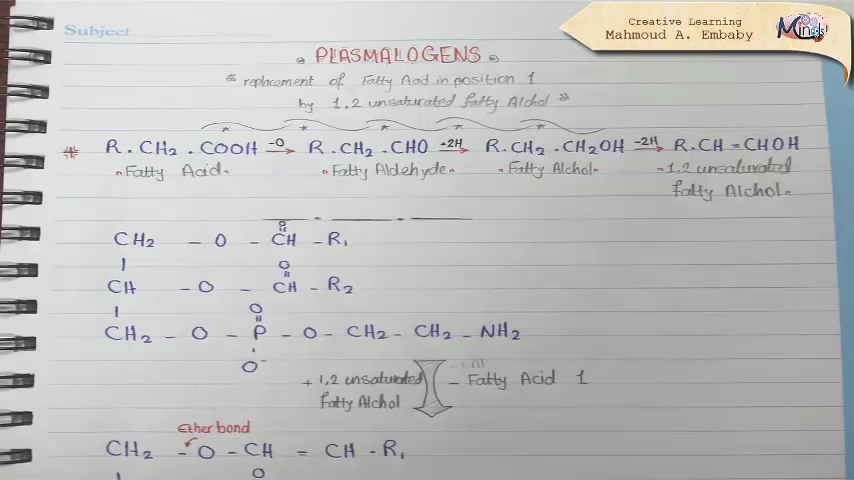 Subject
Creative Learning
Mahmoud A. Embaby
Minds
PLASMALOGENS
" replacement of Fatty Acid in position 1
by 1,2 unsaturated fatty Alchol "
R . CH2 . COOH -O R . CH2 . CHO +2H R . CH2 . CH2OH -2H R . CH = CHOH
"Fatty Acid." "Fatty Aldehyde." "Fatty Alchol." -1,2 unsaturated
fatty Alchol.
O
CH2 - O - CH - R1
O
CH - O - CH - R2
O
CH2 - O - P - O - CH2 - CH2 - NH2
O-
+ 1,2 unsaturated - Fatty Acid 1
fatty Alchol
Ether bond
CH2 - O - CH = CH - R1
O